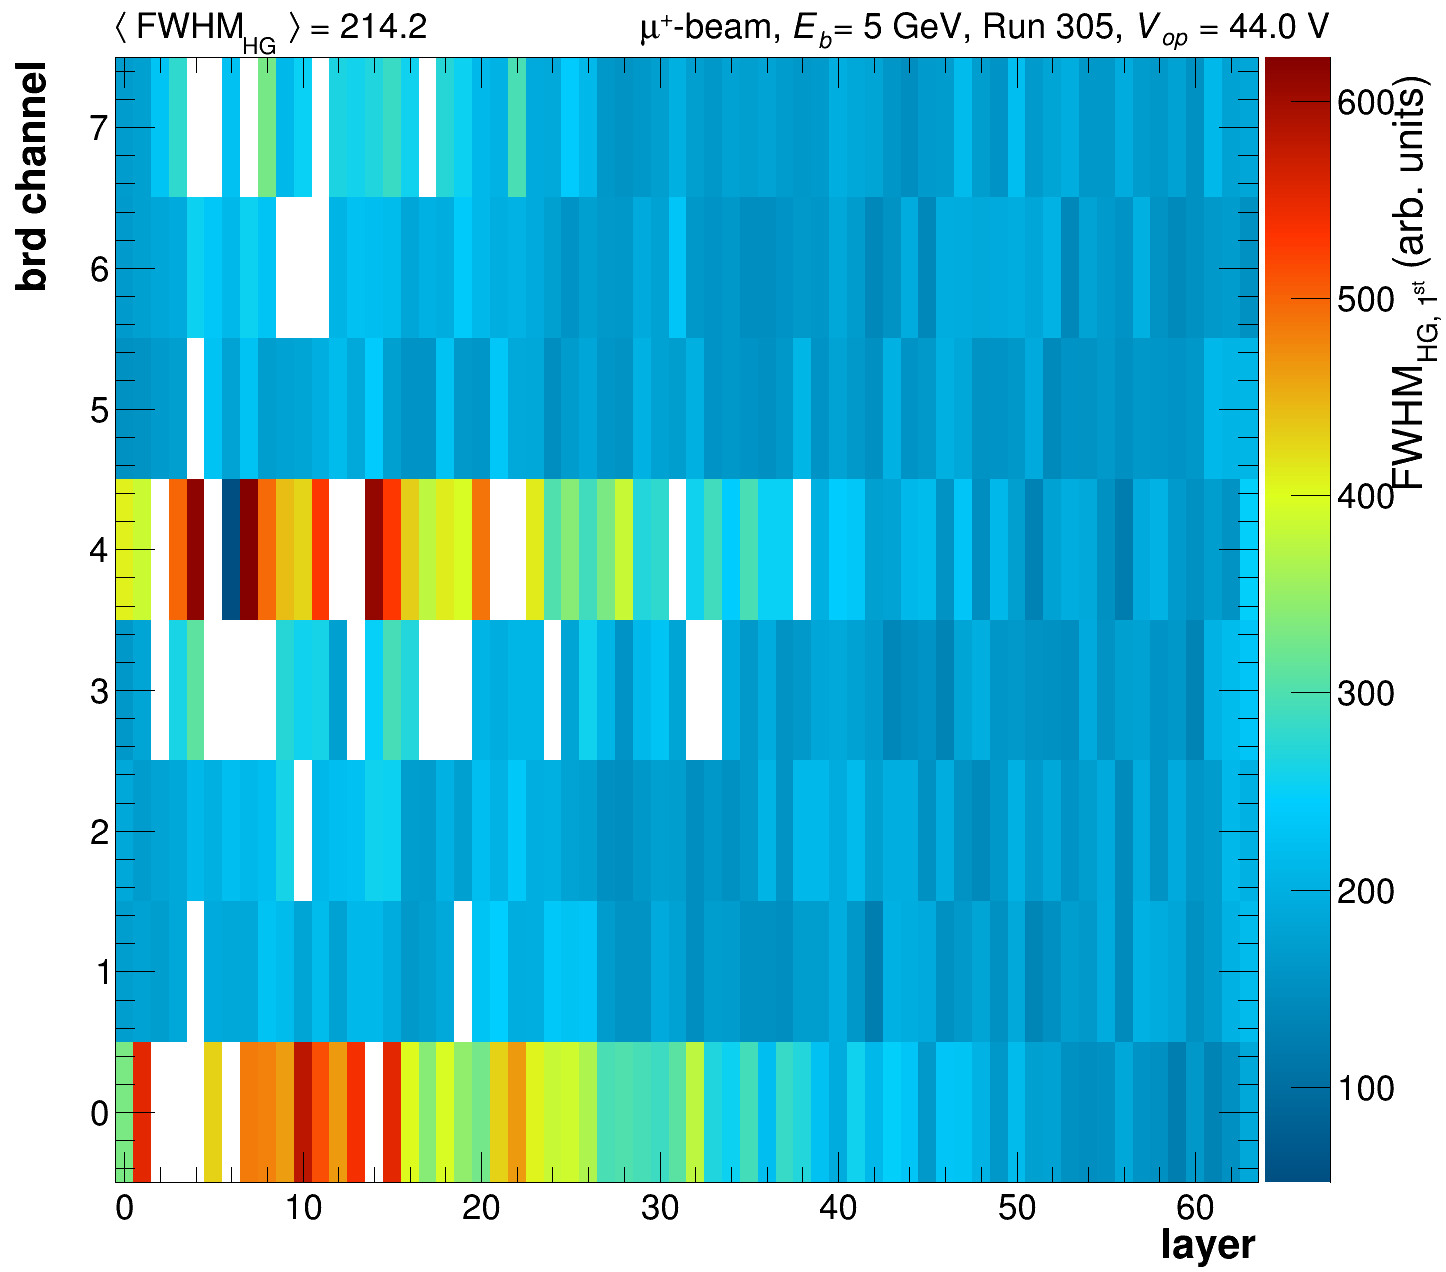 ⟨ FWHM_HG ⟩ = 214.2
μ⁺-beam, E_b= 5 GeV, Run 305, V_op = 44.0 V
brd channel
7
6
5
4
3
2
1
0
0 10 20 30 40 50 60
layer
600
500
400
300
200
100
FWHM_HG, 1ˢᵗ (arb. units)